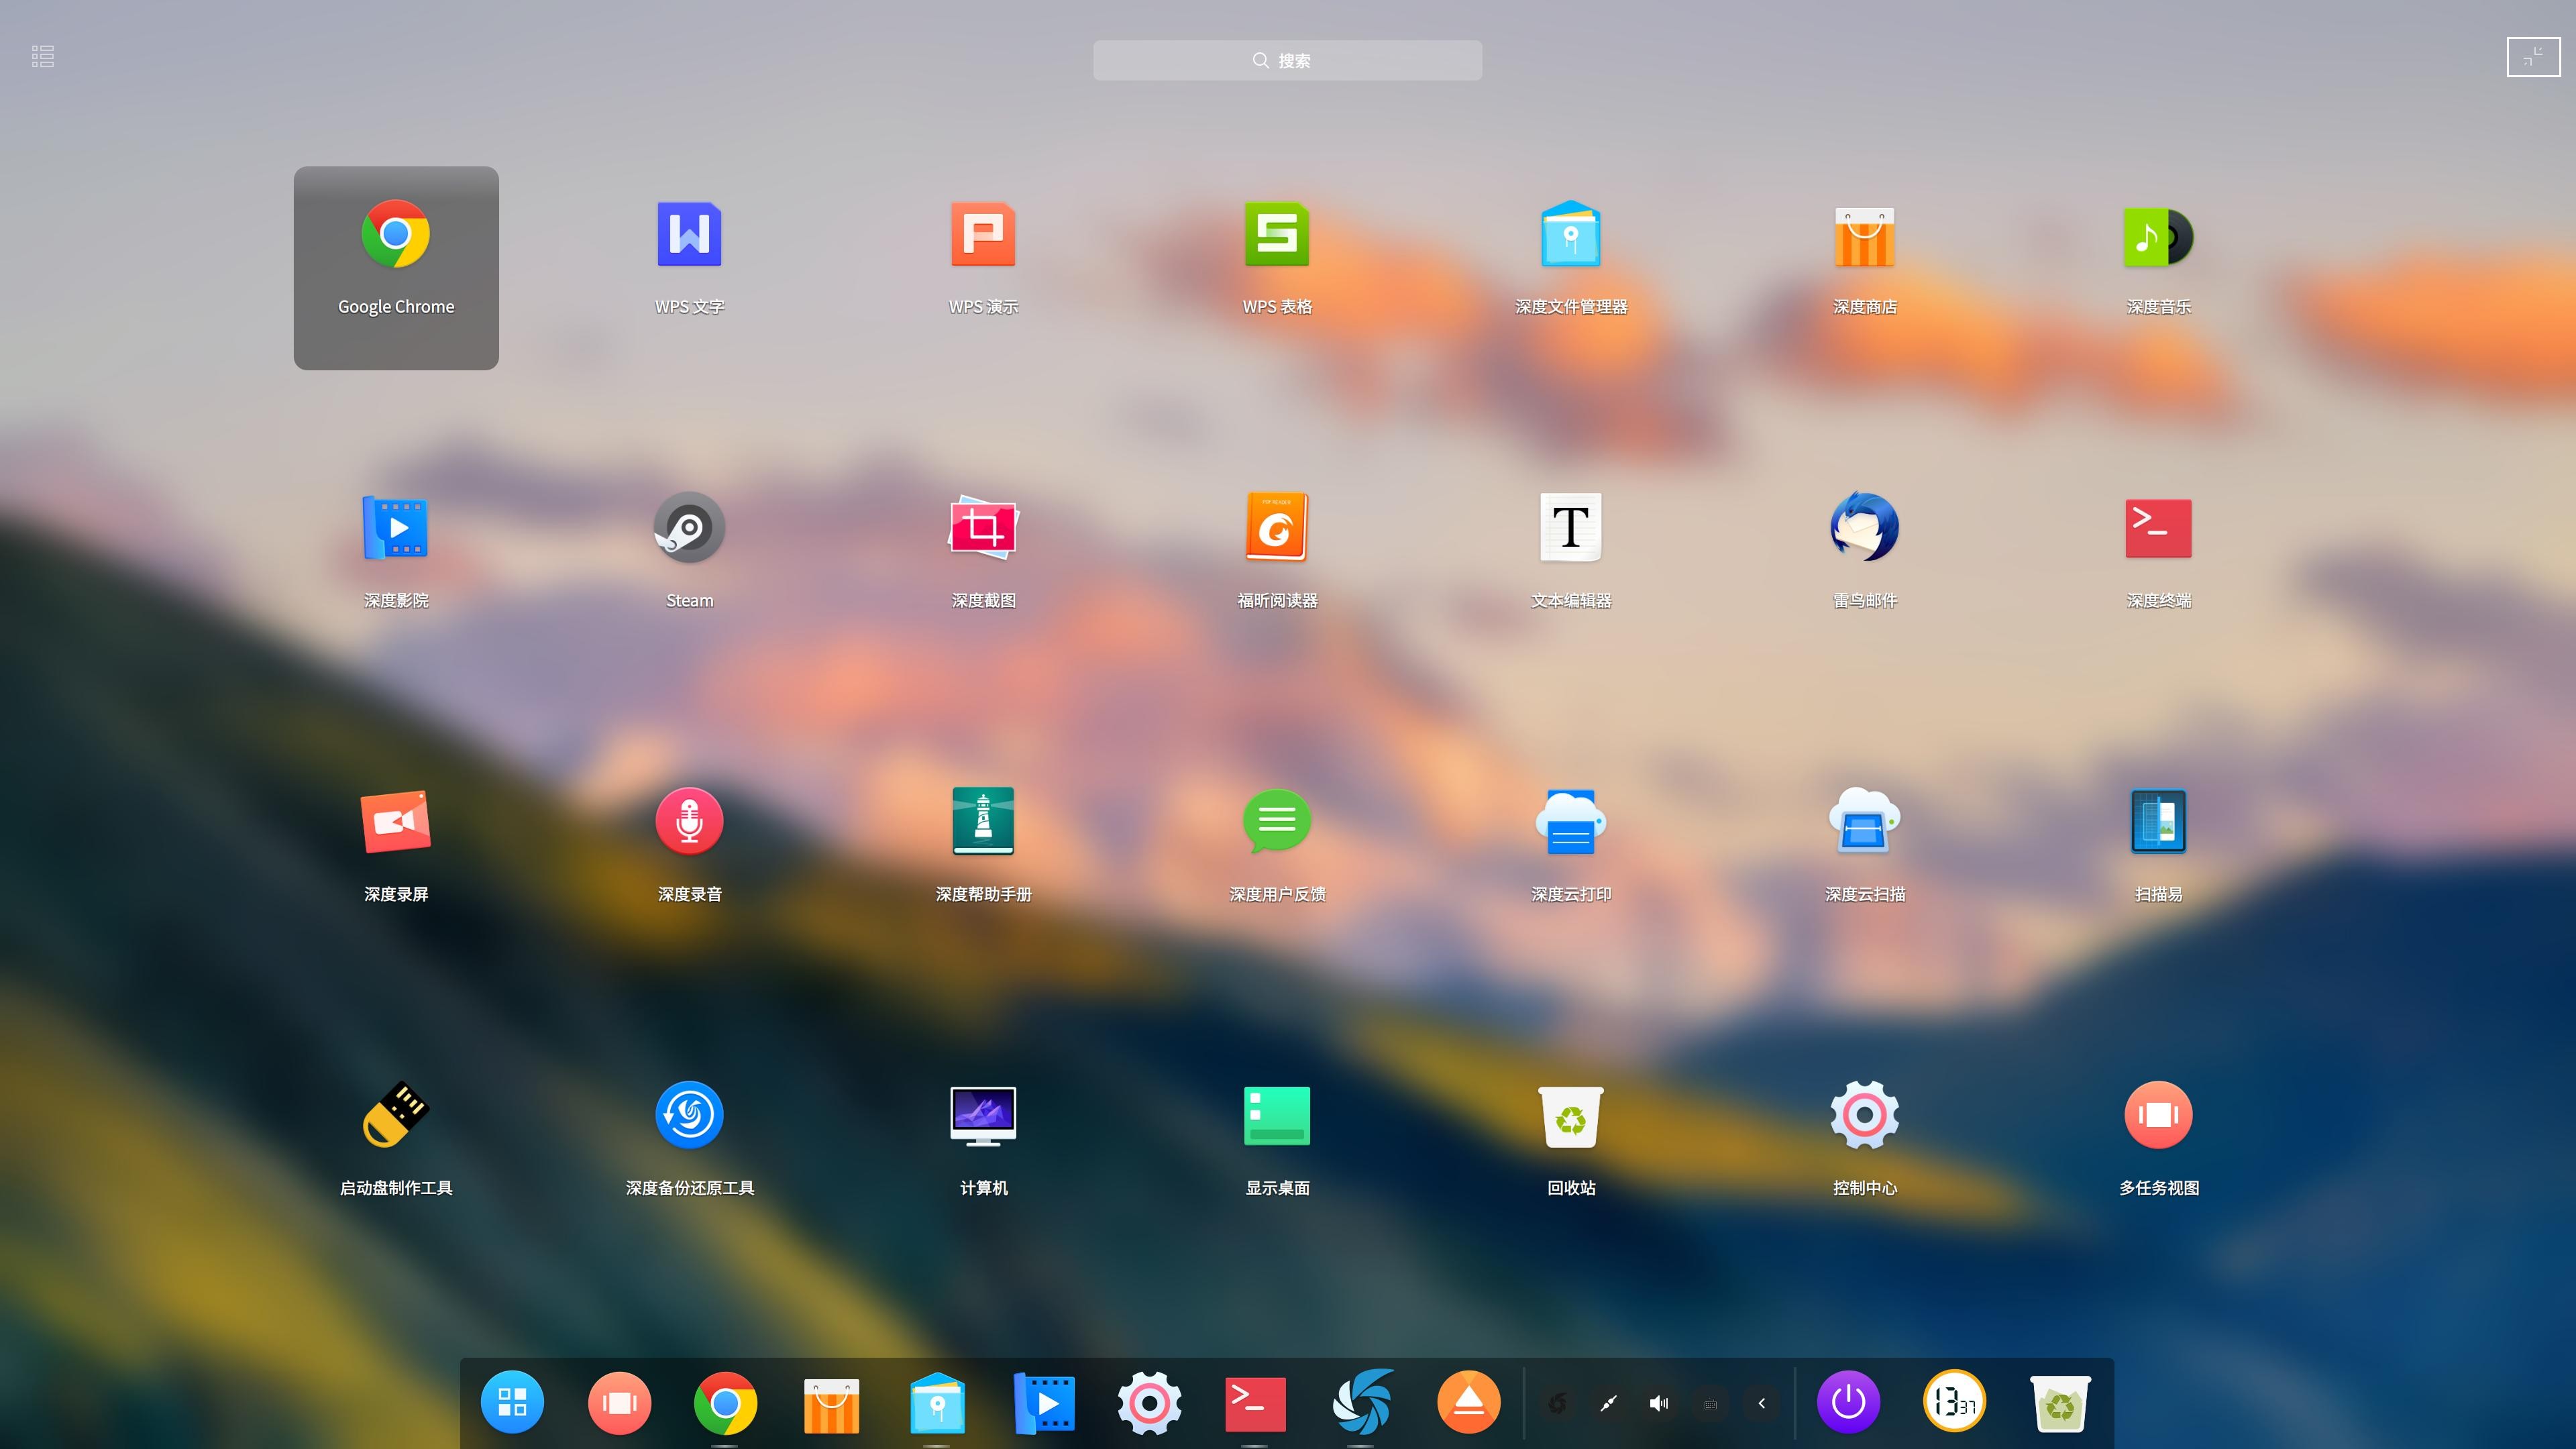 搜索
Google Chrome
WPS 文字
WPS 演示
WPS 表格
深度文件管理器
深度商店
深度音乐
深度影院
Steam
深度截图
福昕阅读器
文本编辑器
雷鸟邮件
深度终端
深度录屏
深度录音
深度帮助手册
深度用户反馈
深度云打印
深度云扫描
扫描易
启动盘制作工具
深度备份还原工具
计算机
显示桌面
回收站
控制中心
多任务视图
13 37